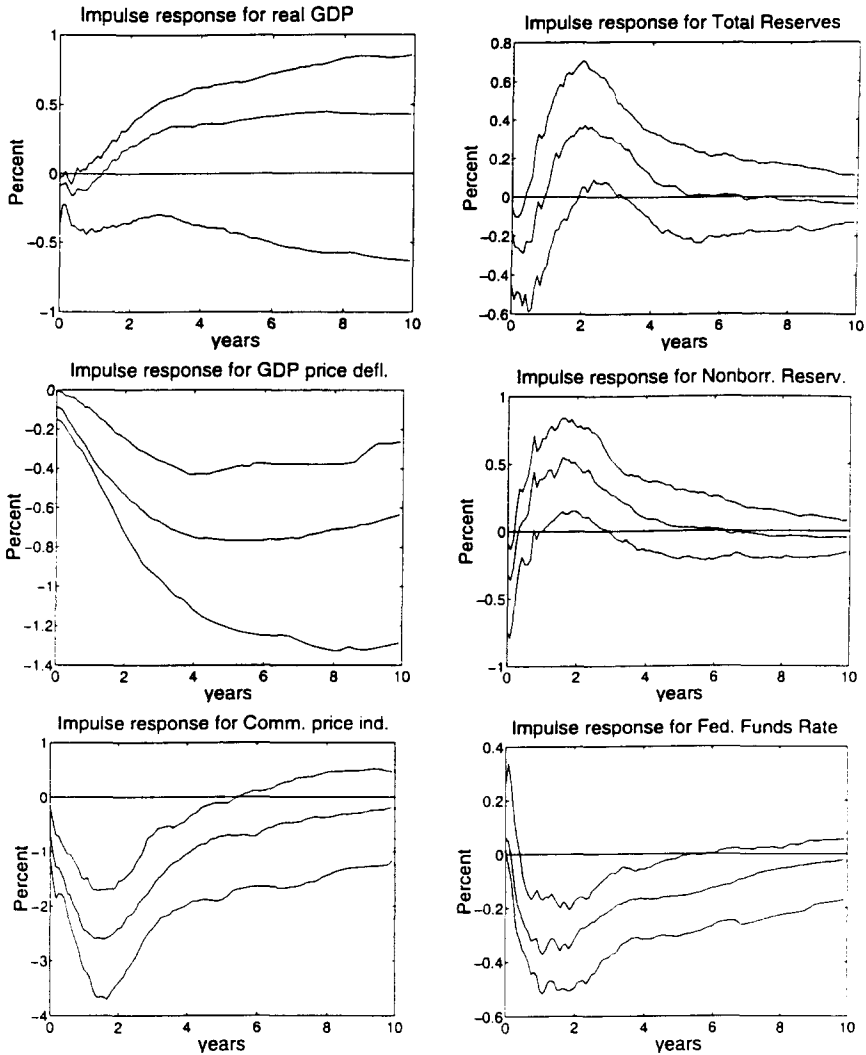 Impulse response for real GDP
1
0.5
0
-0.5
-1
Percent
0 2 4 6 8 10
years
Impulse response for Total Reserves
0.8
0.6
0.4
0.2
0
-0.2
-0.4
-0.6
Percent
0 2 4 6 8 10
years
Impulse response for GDP price defl.
0
-0.2
-0.4
-0.6
-0.8
-1
-1.2
-1.4
Percent
0 2 4 6 8 10
years
Impulse response for Nonborr. Reserv.
1
0.5
0
-0.5
-1
Percent
0 2 4 6 8 10
years
Impulse response for Comm. price ind.
1
0
-1
-2
-3
-4
Percent
0 2 4 6 8 10
years
Impulse response for Fed. Funds Rate
0.4
0.2
0
-0.2
-0.4
-0.6
Percent
0 2 4 6 8 10
years